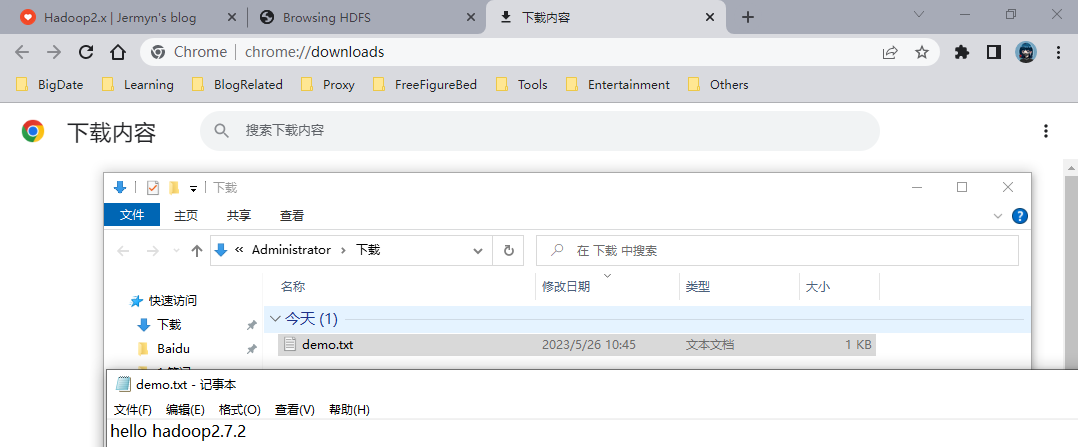 Hadoop2.x | Jermyn's blog
Browsing HDFS
下载内容
Chrome | chrome://downloads
BigDate
Learning
BlogRelated
Proxy
FreeFigureBed
Tools
Entertainment
Others
下载内容
搜索下载内容
下载
文件
主页
共享
查看
Administrator
下载
在 下载 中搜索
名称
修改日期
类型
大小
快速访问
今天 (1)
下载
demo.txt
2023/5/26 10:45
文本文档
1 KB
Baidu
demo.txt - 记事本
文件(F)
编辑(E)
格式(O)
查看(V)
帮助(H)
hello hadoop2.7.2